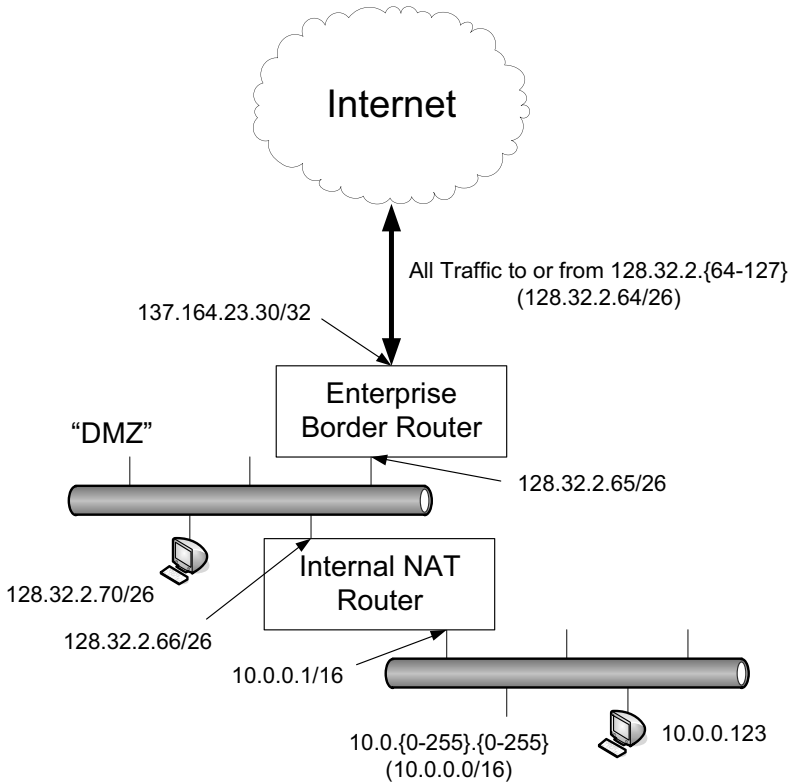 Internet
All Traffic to or from 128.32.2.{64-127}
(128.32.2.64/26)
137.164.23.30/32
Enterprise
Border Router
“DMZ”
128.32.2.65/26
Internal NAT
Router
128.32.2.70/26
128.32.2.66/26
10.0.0.1/16
10.0.{0-255}.{0-255}
(10.0.0.0/16)
10.0.0.123